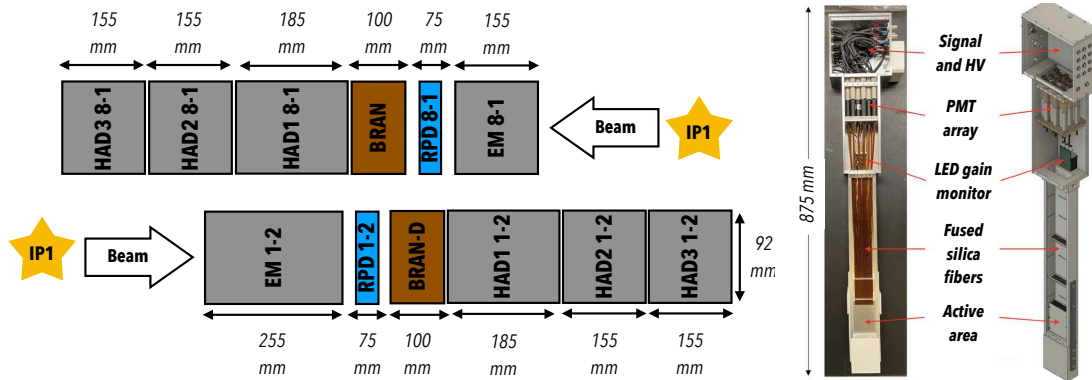 155
mm
155
mm
185
mm
100
mm
75
mm
155
mm
HAD3 8-1
HAD2 8-1
HAD1 8-1
BRAN
RPD 8-1
EM 8-1
Beam
IP1
IP1
Beam
EM 1-2
RPD 1-2
BRAN-D
HAD1 1-2
HAD2 1-2
HAD3 1-2
92
mm
255
mm
75
mm
100
mm
185
mm
155
mm
155
mm
875 mm
Signal
and HV
PMT
array
LED gain
monitor
Fused
silica
fibers
Active
area